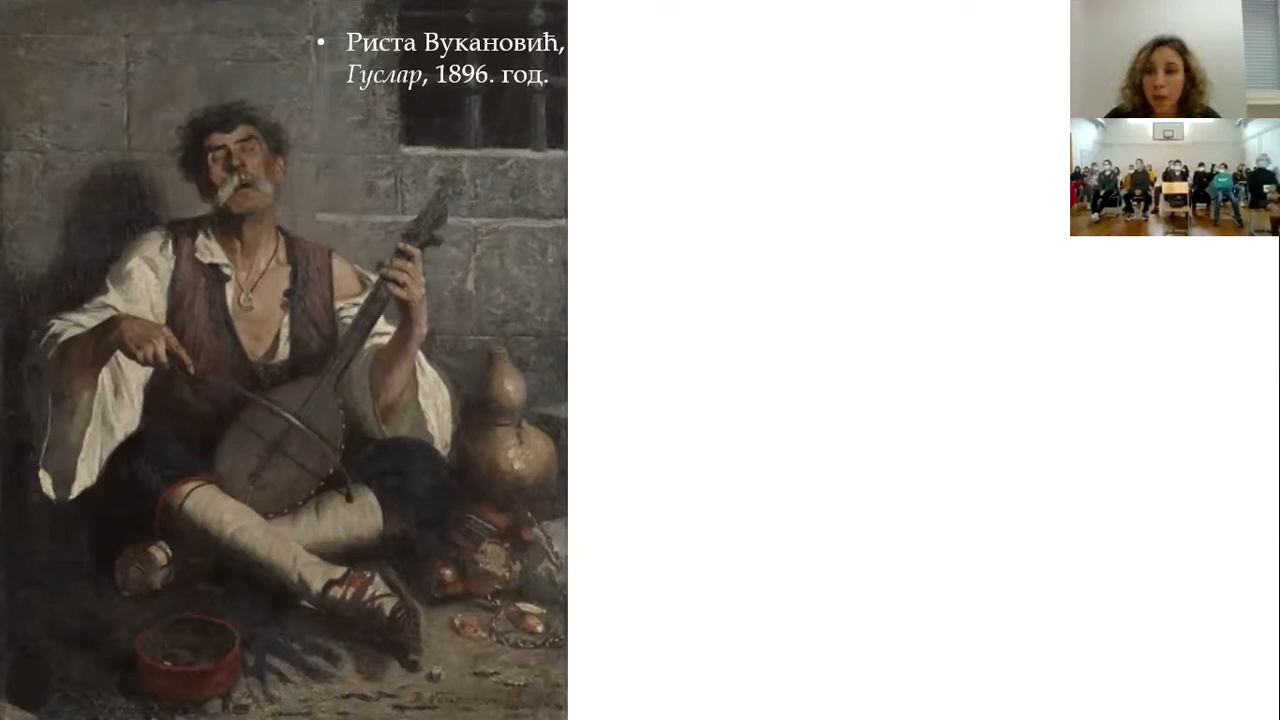 • Риста Вукановић,
Гуслар, 1896. год.